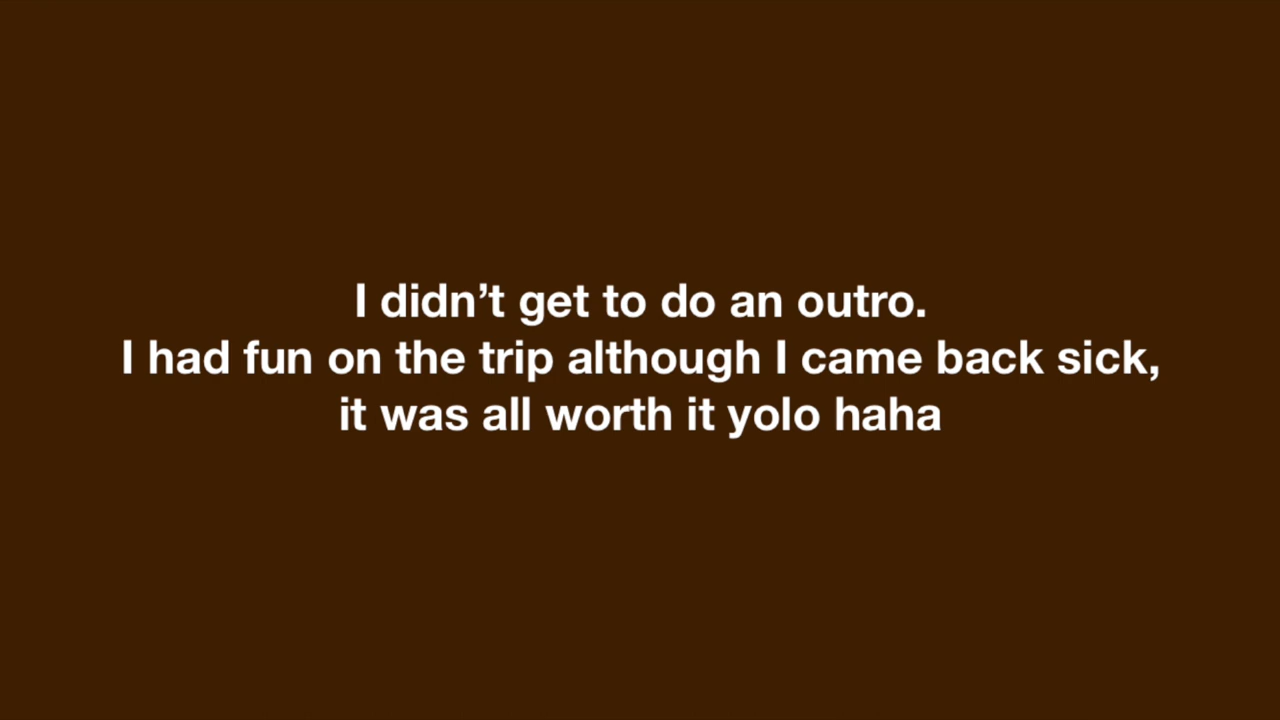 I didn’t get to do an outro.
I had fun on the trip although I came back sick,
it was all worth it yolo haha